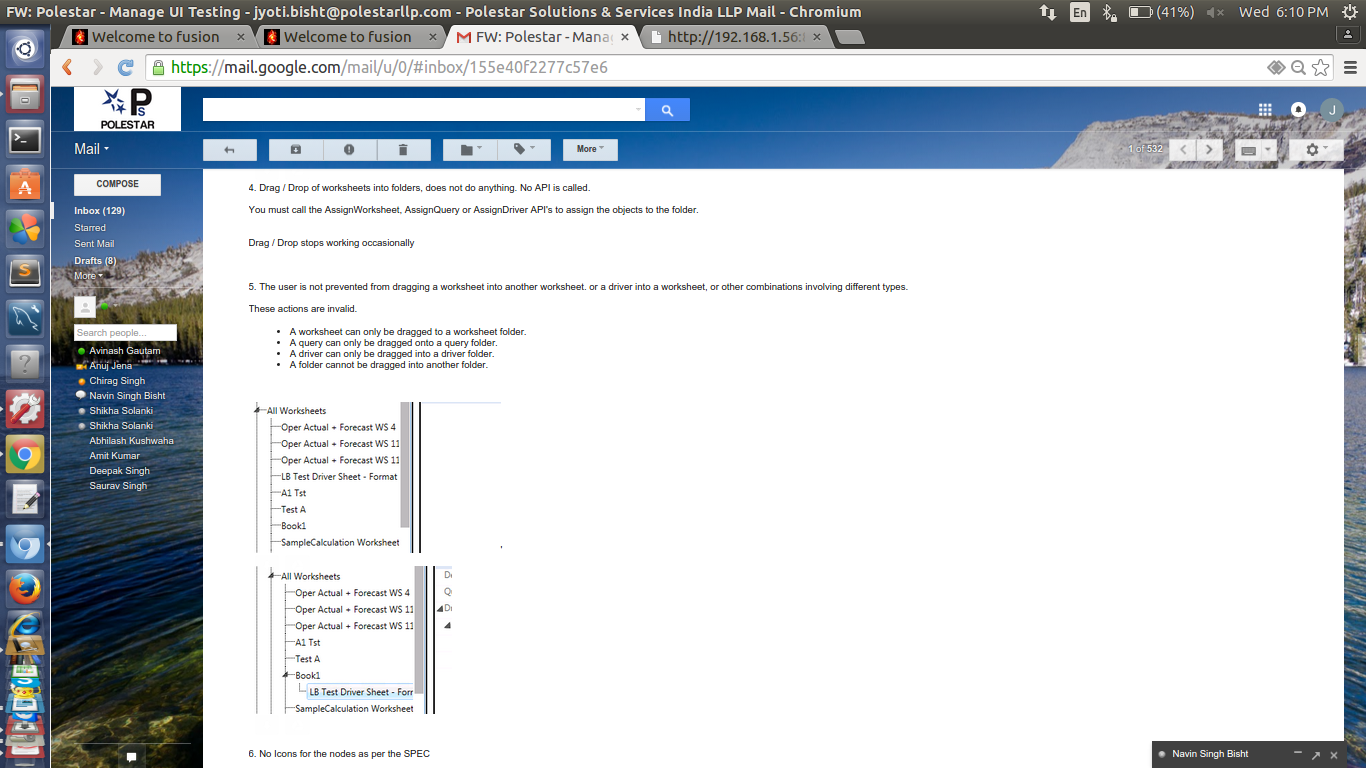 FW: Polestar - Manage UI Testing - jyoti.bisht@polestarllp.com - Polestar Solutions & Services India LLP Mail - Chromium
En
(41%)
Wed 6:10 PM
Welcome to fusion
Welcome to fusion
FW: Polestar - Mana
http://192.168.1.56:
https://mail.google.com/mail/u/0/#inbox/155e40f2277c57e6
PS
POLESTAR
J
Mail
More
1 of 532
COMPOSE
Inbox (129)
Starred
Sent Mail
Drafts (8)
More
Search people...
Avinash Gautam
Anuj Jena
Chirag Singh
Navin Singh Bisht
Shikha Solanki
Shikha Solanki
Abhilash Kushwaha
Amit Kumar
Deepak Singh
Saurav Singh
4. Drag / Drop of worksheets into folders, does not do anything. No API is called.
You must call the AssignWorksheet, AssignQuery or AssignDriver API's to assign the objects to the folder.
Drag / Drop stops working occasionally
5. The user is not prevented from dragging a worksheet into another worksheet. or a driver into a worksheet, or other combinations involving different types.
These actions are invalid.
• A worksheet can only be dragged to a worksheet folder.
• A query can only be dragged onto a query folder.
• A driver can only be dragged into a driver folder.
• A folder cannot be dragged into another folder.
All Worksheets
Oper Actual + Forecast WS 4
Oper Actual + Forecast WS 11
Oper Actual + Forecast WS 11
LB Test Driver Sheet - Format
A1 Tst
Test A
Book1
SampleCalculation Worksheet
,
All Worksheets
Oper Actual + Forecast WS 4
Oper Actual + Forecast WS 11
Oper Actual + Forecast WS 11
A1 Tst
Test A
Book1
LB Test Driver Sheet - Forr
SampleCalculation Worksheet
6. No Icons for the nodes as per the SPEC
Navin Singh Bisht